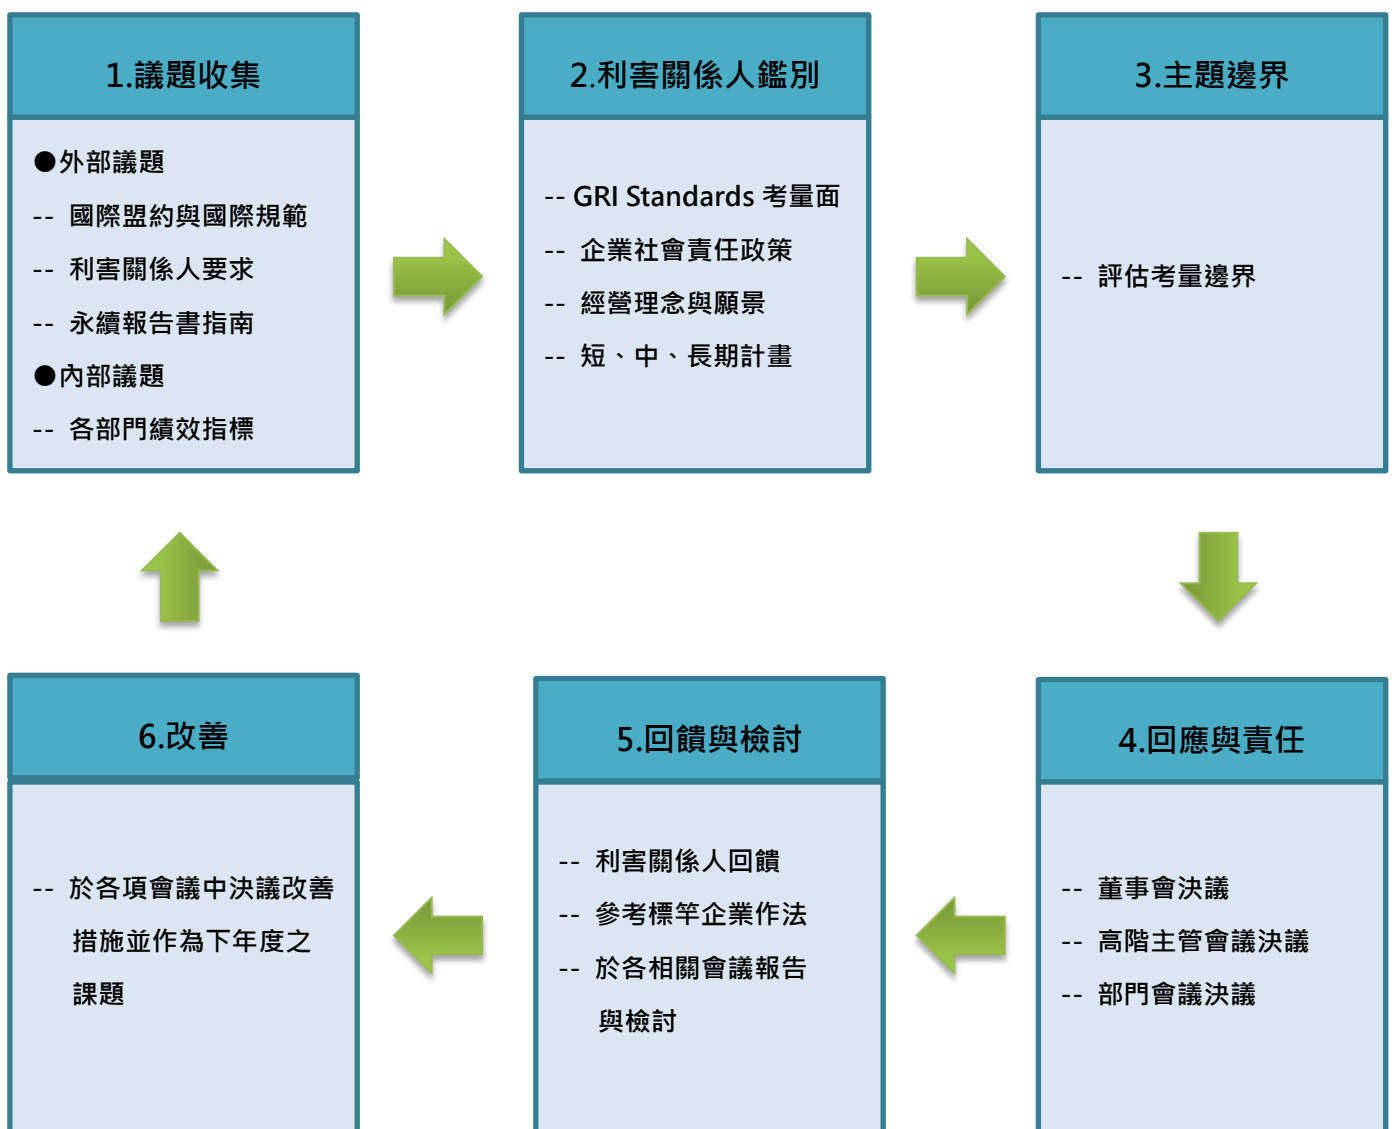 1.議題收集
●外部議題
-- 國際盟約與國際規範
-- 利害關係人要求
-- 永續報告書指南
●內部議題
-- 各部門績效指標
2.利害關係人鑑別
-- GRI Standards 考量面
-- 企業社會責任政策
-- 經營理念與願景
-- 短、中、長期計畫
3.主題邊界
-- 評估考量邊界
4.回應與責任
-- 董事會決議
-- 高階主管會議決議
-- 部門會議決議
5.回饋與檢討
-- 利害關係人回饋
-- 參考標竿企業作法
-- 於各相關會議報告
與檢討
6.改善
-- 於各項會議中決議改善
措施並作為下年度之
課題